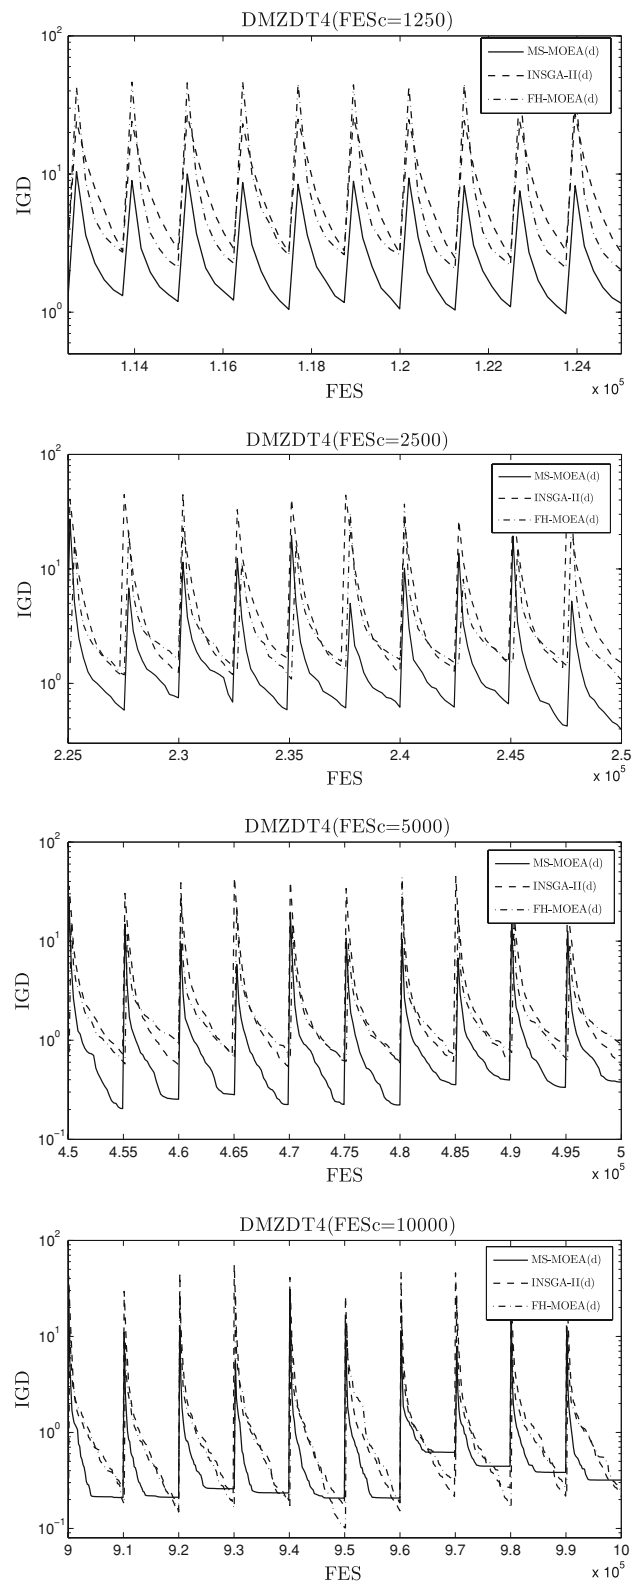 DMZDT4(FESc=1250)
10^2
10^1
10^0
IGD
MS-MOEA(d)
INSGA-II(d)
FH-MOEA(d)
1.14 1.16 1.18 1.2 1.22 1.24
x 10^5
FES
DMZDT4(FESc=2500)
10^2
10^1
10^0
IGD
MS-MOEA(d)
INSGA-II(d)
FH-MOEA(d)
2.25 2.3 2.35 2.4 2.45 2.5
x 10^5
FES
DMZDT4(FESc=5000)
10^2
10^1
10^0
10^-1
IGD
MS-MOEA(d)
INSGA-II(d)
FH-MOEA(d)
4.5 4.55 4.6 4.65 4.7 4.75 4.8 4.85 4.9 4.95 5
x 10^5
FES
DMZDT4(FESc=10000)
10^2
10^1
10^0
10^-1
IGD
MS-MOEA(d)
INSGA-II(d)
FH-MOEA(d)
9 9.1 9.2 9.3 9.4 9.5 9.6 9.7 9.8 9.9 10
x 10^5
FES